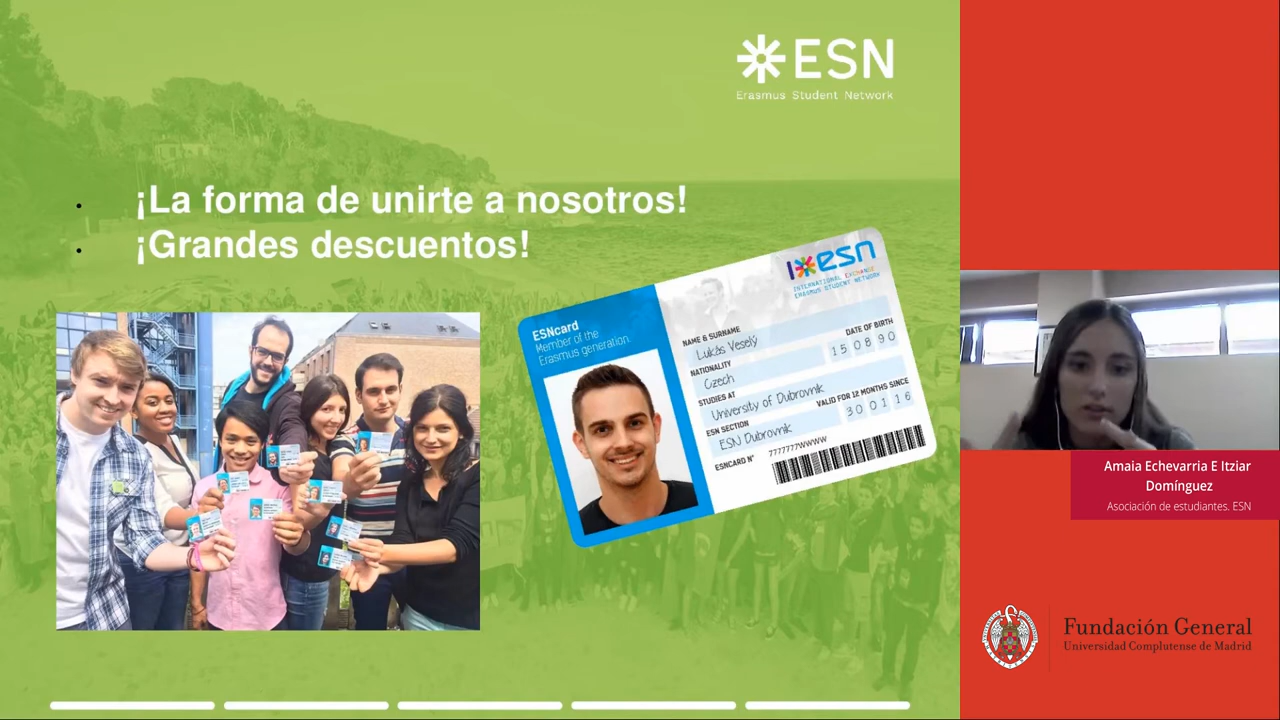 ESN
Erasmus Student Network
¡La forma de unirte a nosotros!
¡Grandes descuentos!
ESNcard
Member of the
Erasmus generation.
esn
INTERNATIONAL EXCHANGE
ERASMUS STUDENT NETWORK
NAME & SURNAME
Lukás Veselý
DATE OF BIRTH
15 08 90
NATIONALITY
Czech
STUDIES AT
University of Dubrovnik
VALID FOR 12 MONTHS SINCE
30 01 16
ESN SECTION
ESN Dubrovnik
ESNCARD Nº 7777777WWWW
Amaia Echevarria E Itziar
Domínguez
Asociación de estudiantes. ESN
Fundación General
Universidad Complutense de Madrid